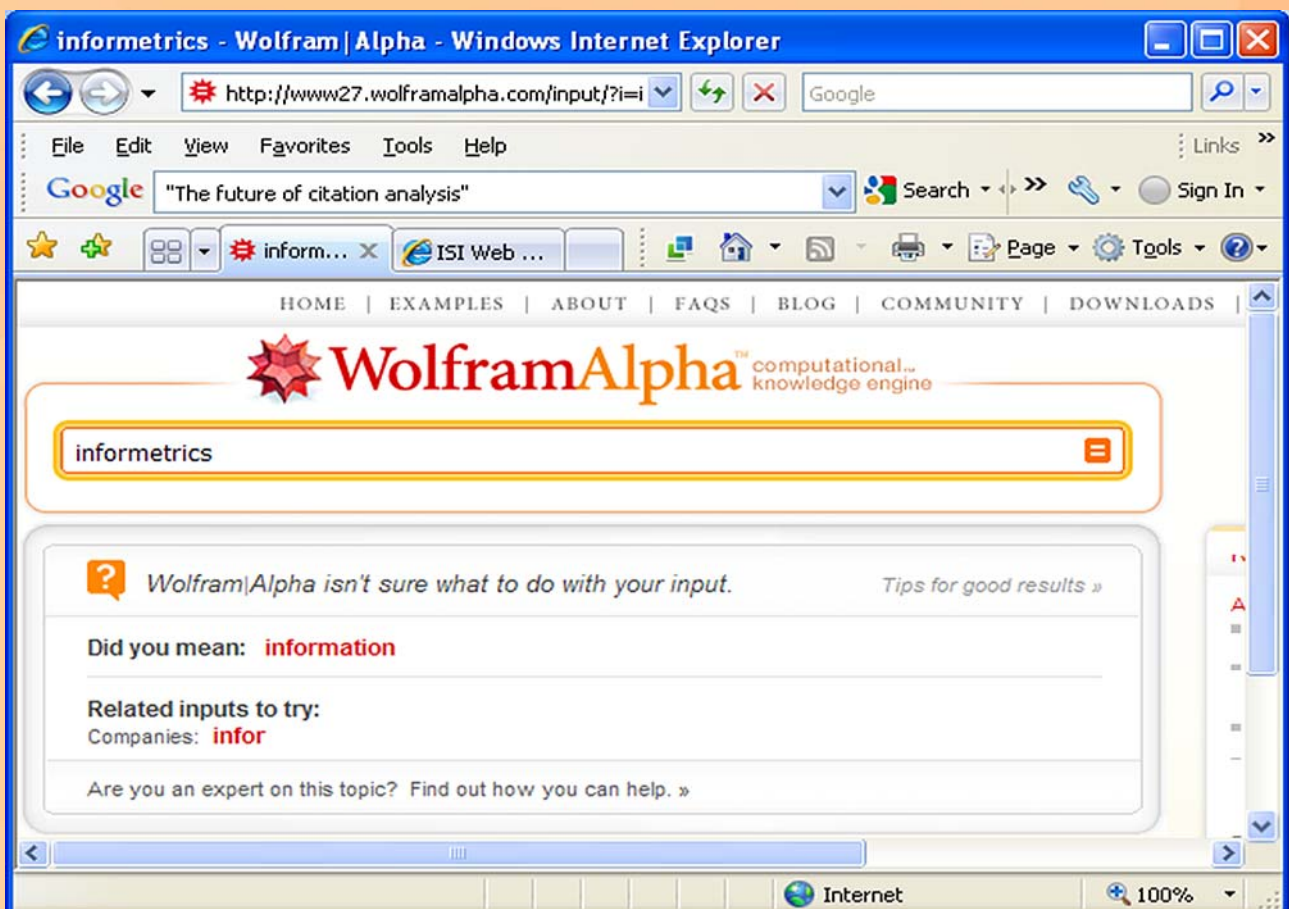 informetrics - Wolfram|Alpha - Windows Internet Explorer
http://www27.wolframalpha.com/input/?i=i Google
File Edit View Favorites Tools Help Links »
Google "The future of citation analysis" Search » Sign In
inform... X ISI Web ... Page Tools
HOME | EXAMPLES | ABOUT | FAQS | BLOG | COMMUNITY | DOWNLOADS |
WolframAlpha™ computational™
knowledge engine
informetrics
Wolfram|Alpha isn't sure what to do with your input. Tips for good results »
A
Did you mean: information
Related inputs to try:
Companies: infor
Are you an expert on this topic? Find out how you can help. »
Internet 100%